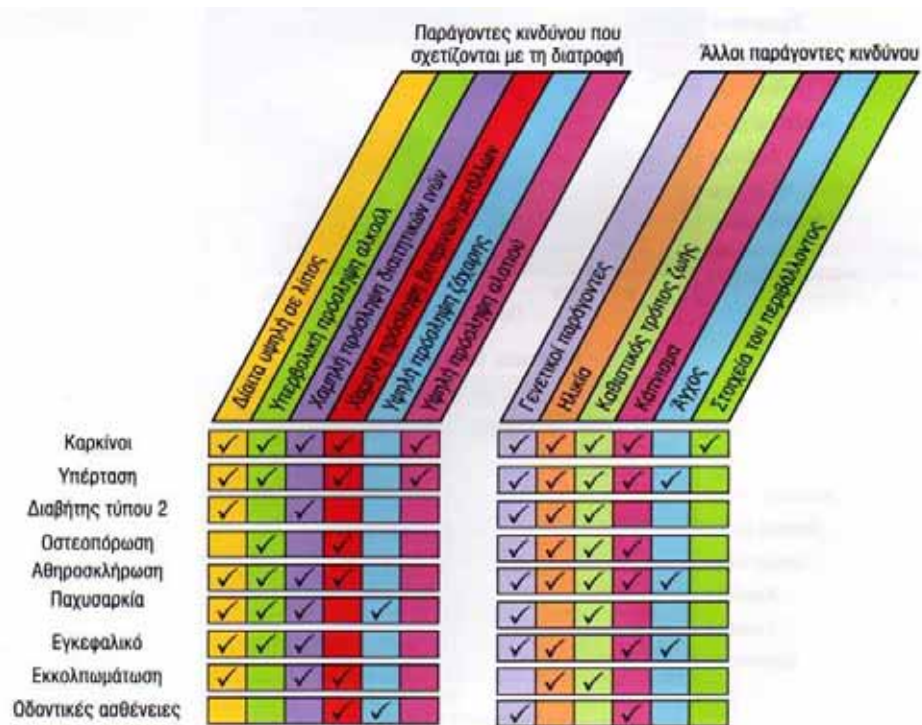 Παράγοντες κινδύνου που
σχετίζονται με τη διατροφή
Άλλοι παράγοντες κινδύνου
Δίαιτα υψηλή σε λίπος
Υπερβολική πρόσληψη αλκοόλ
Χαμηλή πρόσληψη διαιτητικών ινών
Χαμηλή πρόσληψη βιταμινών/μετάλλων
Υψηλή πρόσληψη ζάχαρης
Υψηλή πρόσληψη αλατιού
Γενετικοί παράγοντες
Ηλικία
Καθιστικός τρόπος ζωής
Κάπνισμα
Άγχος
Στοιχεία του περιβάλλοντος
Καρκίνοι
Υπέρταση
Διαβήτης τύπου 2
Οστεοπόρωση
Αθηροσκλήρωση
Παχυσαρκία
Εγκεφαλικό
Εκκολπωμάτωση
Οδοντικές ασθένειες